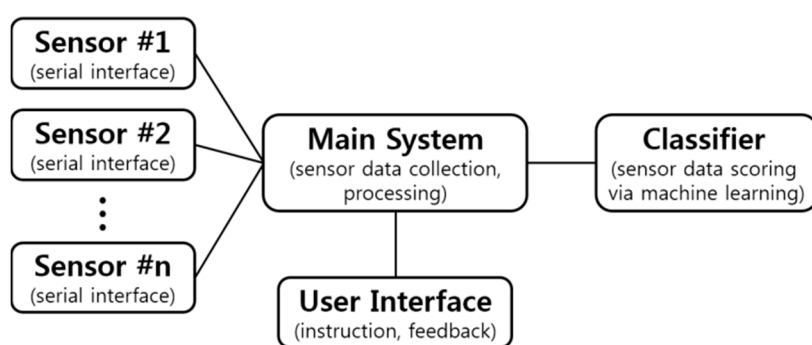 Sensor #1
(serial interface)
Sensor #2
(serial interface)
Sensor #n
(serial interface)
Main System
(sensor data collection,
processing)
Classifier
(sensor data scoring
via machine learning)
User Interface
(instruction, feedback)